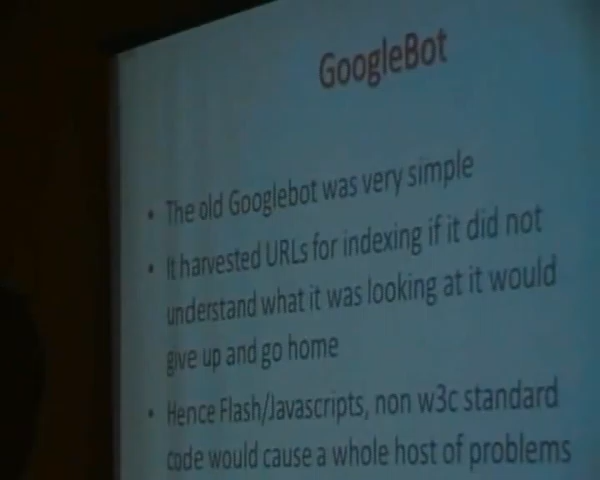 GoogleBot
• The old Googlebot was very simple
• It harvested URLs for indexing if it did not
understand what it was looking at it would
give up and go home
• Hence Flash/Javascripts, non w3c standard
code would cause a whole host of problems